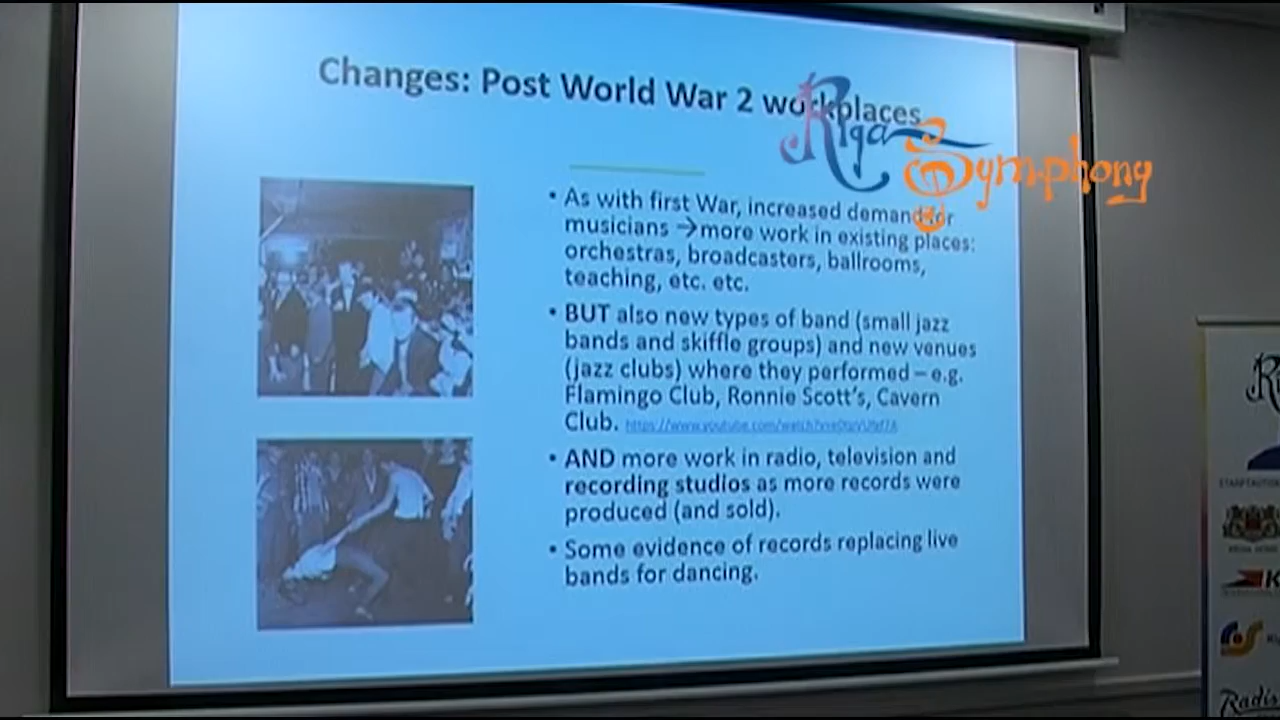 Changes: Post World War 2 workplaces
Riga
Symphony
• As with first War, increased demand for
musicians →more work in existing places:
orchestras, broadcasters, ballrooms,
teaching, etc. etc.
• BUT also new types of band (small jazz
bands and skiffle groups) and new venues
(jazz clubs) where they performed – e.g.
Flamingo Club, Ronnie Scott's, Cavern
Club.
• AND more work in radio, television and
recording studios as more records were
produced (and sold).
• Some evidence of records replacing live
bands for dancing.